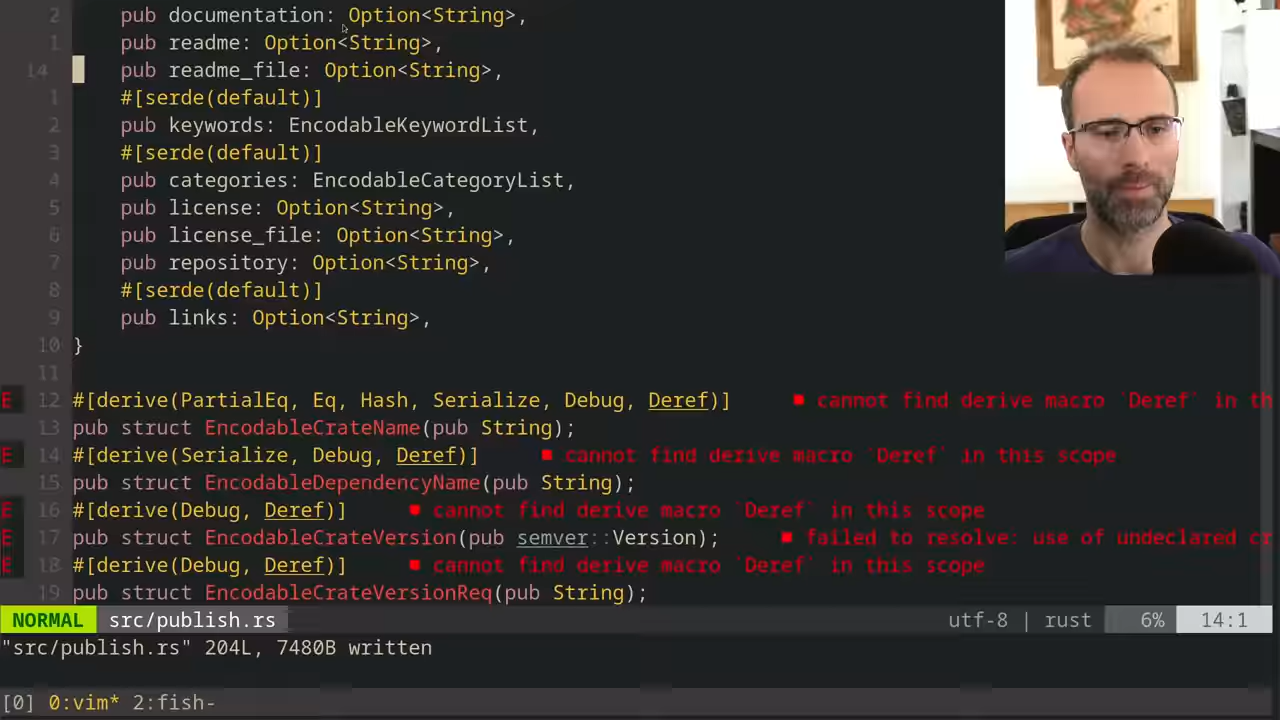 2 pub documentation: Option<String>,
1 pub readme: Option<String>,
14 pub readme_file: Option<String>,
1 #[serde(default)]
2 pub keywords: EncodableKeywordList,
3 #[serde(default)]
4 pub categories: EncodableCategoryList,
5 pub license: Option<String>,
6 pub license_file: Option<String>,
7 pub repository: Option<String>,
8 #[serde(default)]
9 pub links: Option<String>,
10 }
11
E 12 #[derive(PartialEq, Eq, Hash, Serialize, Debug, Deref)] ■ cannot find derive macro `Deref` in th
13 pub struct EncodableCrateName(pub String);
E 14 #[derive(Serialize, Debug, Deref)] ■ cannot find derive macro `Deref` in this scope
15 pub struct EncodableDependencyName(pub String);
E 16 #[derive(Debug, Deref)] ■ cannot find derive macro `Deref` in this scope
E 17 pub struct EncodableCrateVersion(pub semver::Version); ■ failed to resolve: use of undeclared cr
E 18 #[derive(Debug, Deref)] ■ cannot find derive macro `Deref` in this scope
19 pub struct EncodableCrateVersionReq(pub String);
NORMAL src/publish.rs utf-8 | rust 6% 14:1
"src/publish.rs" 204L, 7480B written
[0] 0:vim* 2:fish-